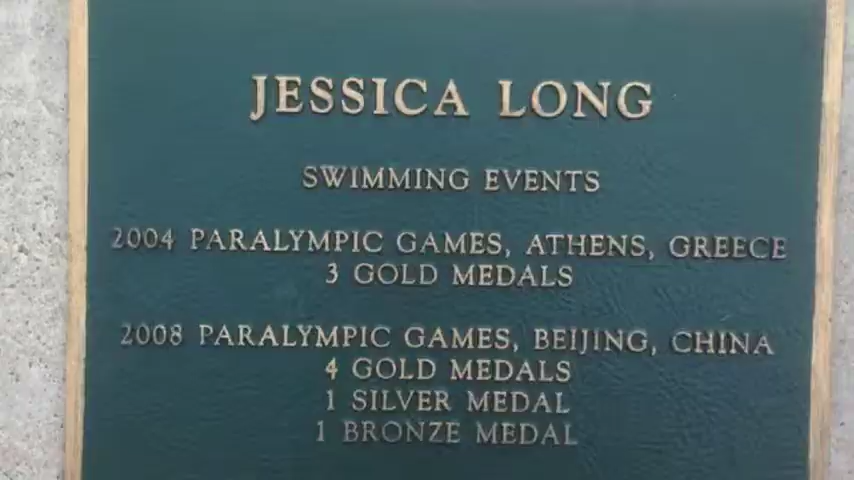 JESSICA LONG
SWIMMING EVENTS
2004 PARALYMPIC GAMES, ATHENS, GREECE
3 GOLD MEDALS
2008 PARALYMPIC GAMES, BEIJING, CHINA
4 GOLD MEDALS
1 SILVER MEDAL
1 BRONZE MEDAL